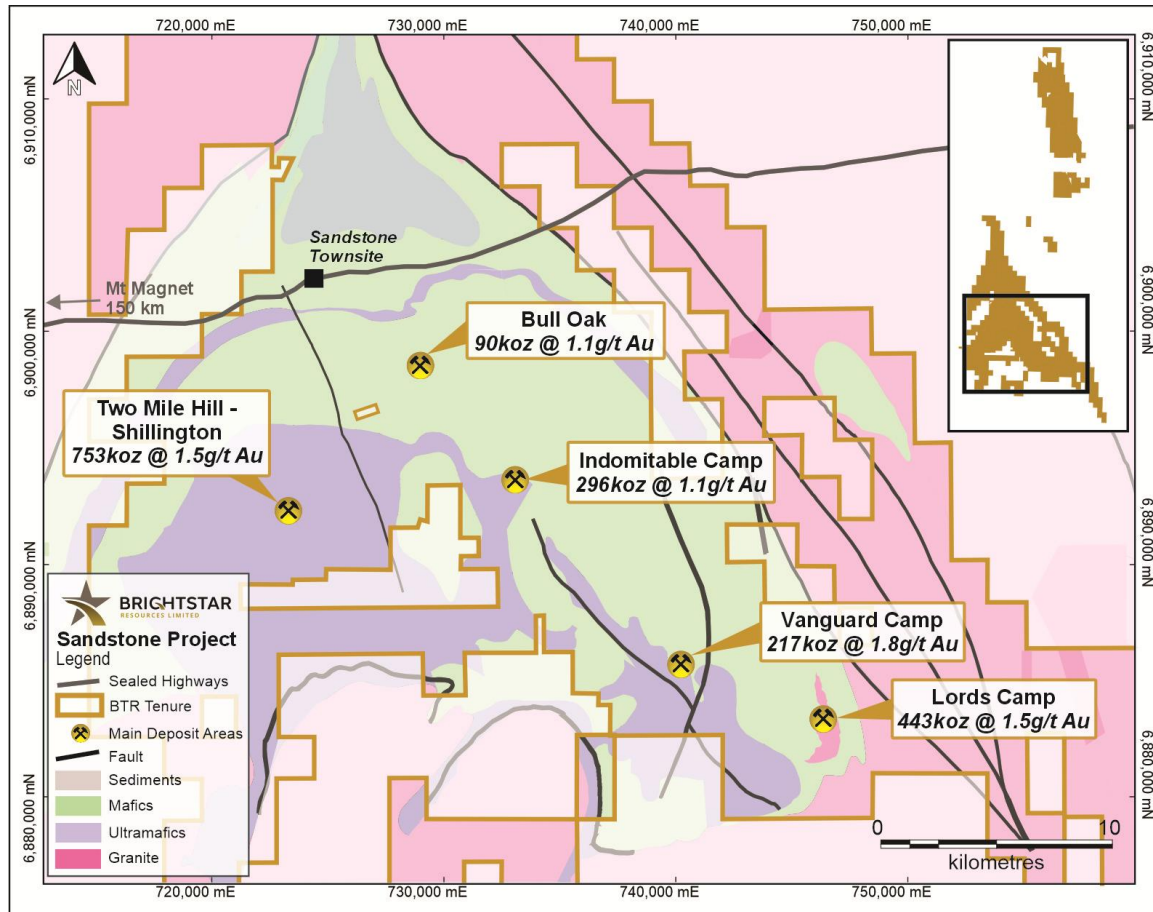 720,000 mE
730,000 mE
740,000 mE
750,000 mE
6,910,000 mN
6,910,000 mN
N
Sandstone
Townsite
Mt Magnet
150 km
6,900,000 mN
6,900,000 mN
Bull Oak
90koz @ 1.1g/t Au
Two Mile Hill -
Shillington
753koz @ 1.5g/t Au
Indomitable Camp
296koz @ 1.1g/t Au
6,890,000 mN
6,890,000 mN
Vanguard Camp
217koz @ 1.8g/t Au
Lords Camp
443koz @ 1.5g/t Au
BRIGHTSTAR
RESOURCES LIMITED
Sandstone Project
Legend
Sealed Highways
BTR Tenure
Main Deposit Areas
Fault
Sediments
Mafics
Ultramafics
Granite
6,880,000 mN
6,880,000 mN
0 10
kilometres
720,000 mE
730,000 mE
740,000 mE
750,000 mE